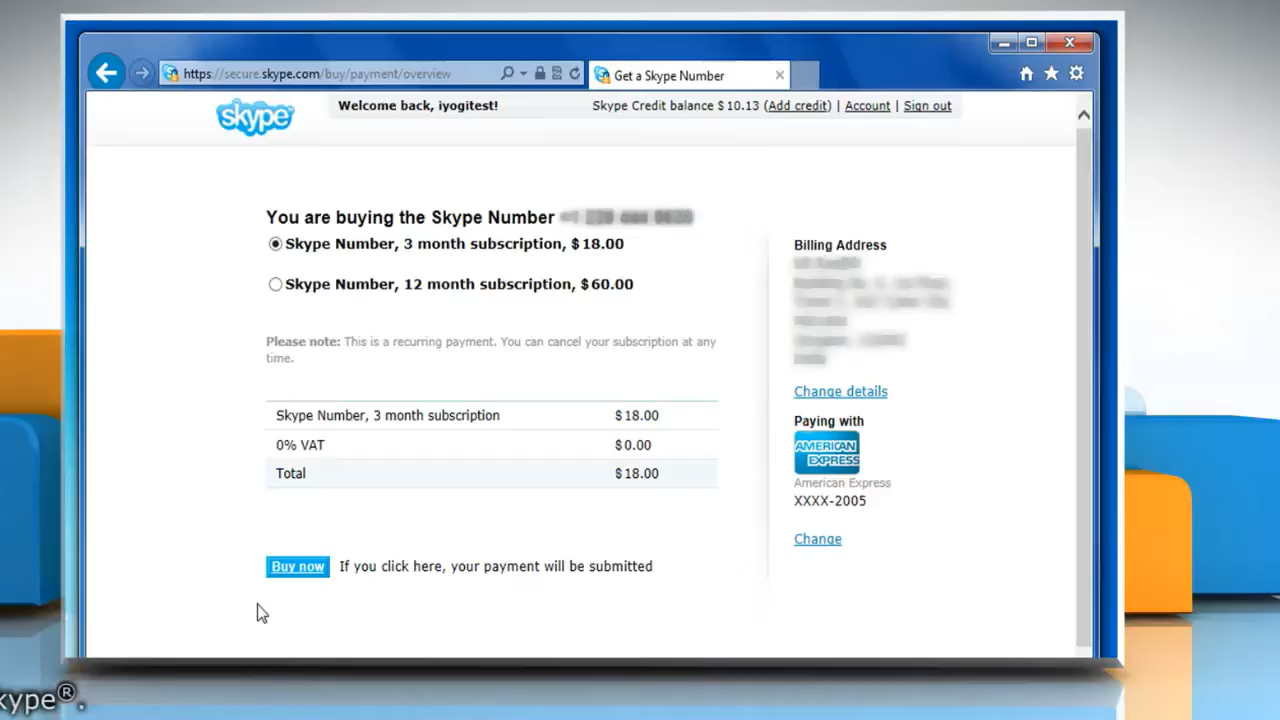 https://secure.skype.com/buy/payment/overview
Get a Skype Number
skype
Welcome back, iyogitest!
Skype Credit balance $10.13 (Add credit) | Account | Sign out
You are buying the Skype Number
Skype Number, 3 month subscription, $18.00
Skype Number, 12 month subscription, $60.00
Please note: This is a recurring payment. You can cancel your subscription at any
time.
Skype Number, 3 month subscription $18.00
0% VAT $0.00
Total $18.00
Buy now If you click here, your payment will be submitted
Billing Address
Change details
Paying with
AMERICAN
EXPRESS
American Express
XXXX-2005
Change
kype®.